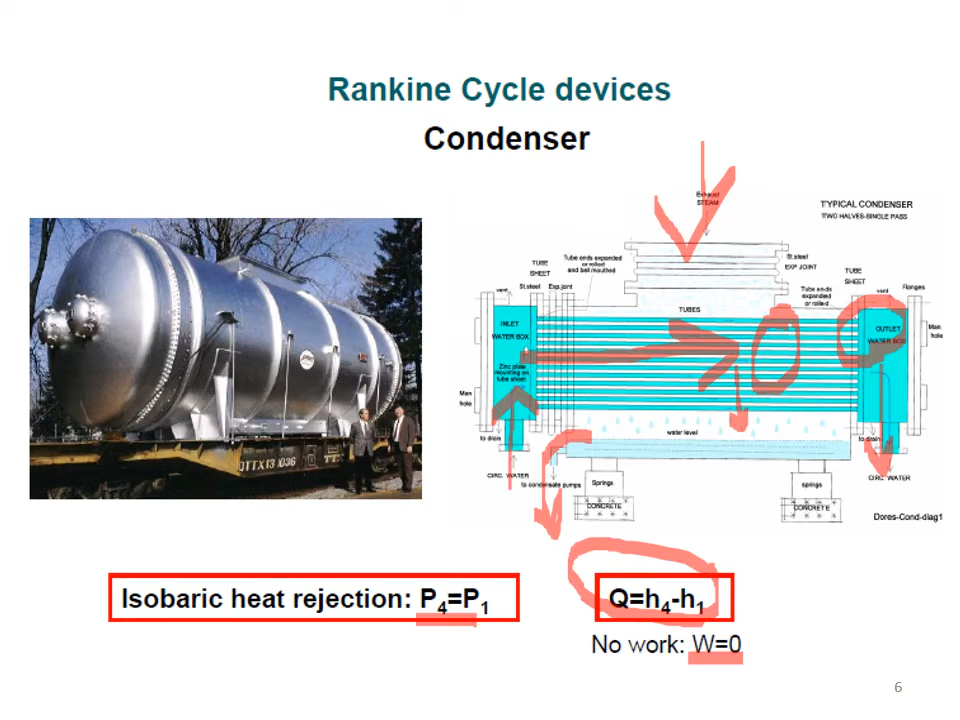 Rankine Cycle devices
Condenser
Exhaust
STEAM
TYPICAL CONDENSER
TWO HALVES-SINGLE PASS
TUBE
SHEET
Tube ends expanded
or rolled
and bell mouthed
St.steel
EXP JOINT
TUBE
SHEET
St.steel
Exp.joint
vent
Tube ends
expanded
or rolled
vent
Flanges
TUBES
INLET
WATER BOX
OUTLET
WATER BOX
Man
hole
Zinc plate
mounting on
tube sheet
Man
hole
to drain
water level
to drain
CIRC. WATER
to condensate pumps
Springs
springs
CIRC. WATER
CONCRETE
CONCRETE
Dores-Cond-diag1
QTTX131036
Isobaric heat rejection: P4=P1
Q=h4-h1
No work: W=0
6